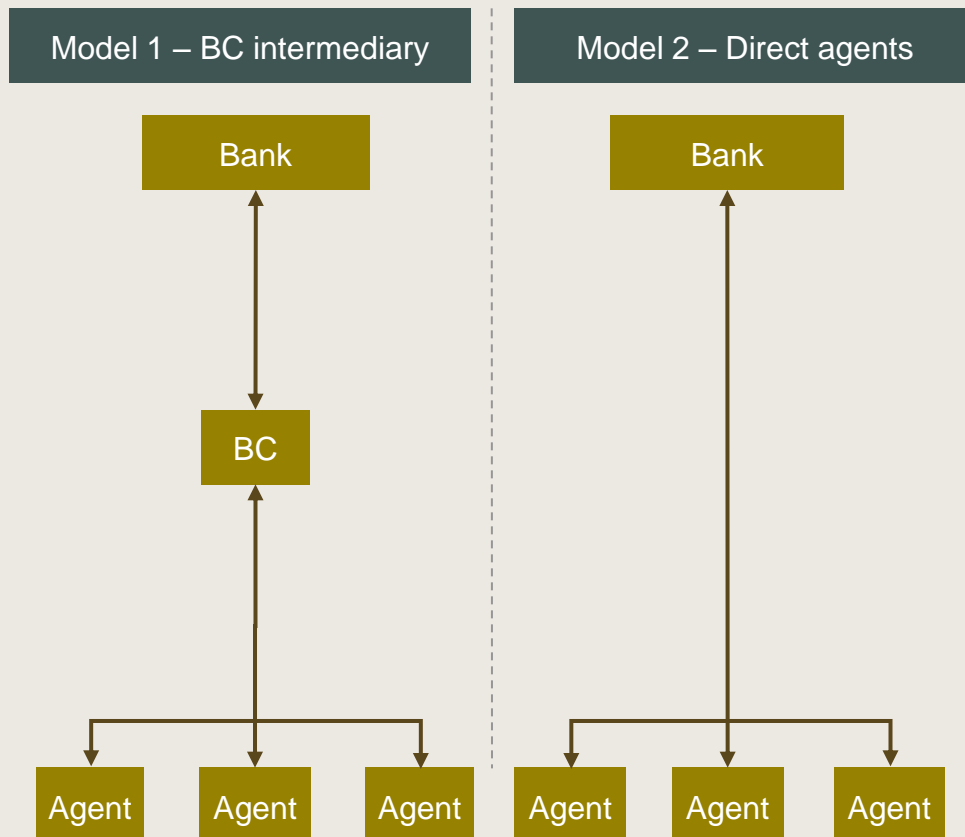 Model 1 – BC intermediary
Model 2 – Direct agents
Bank
Bank
BC
Agent
Agent
Agent
Agent
Agent
Agent